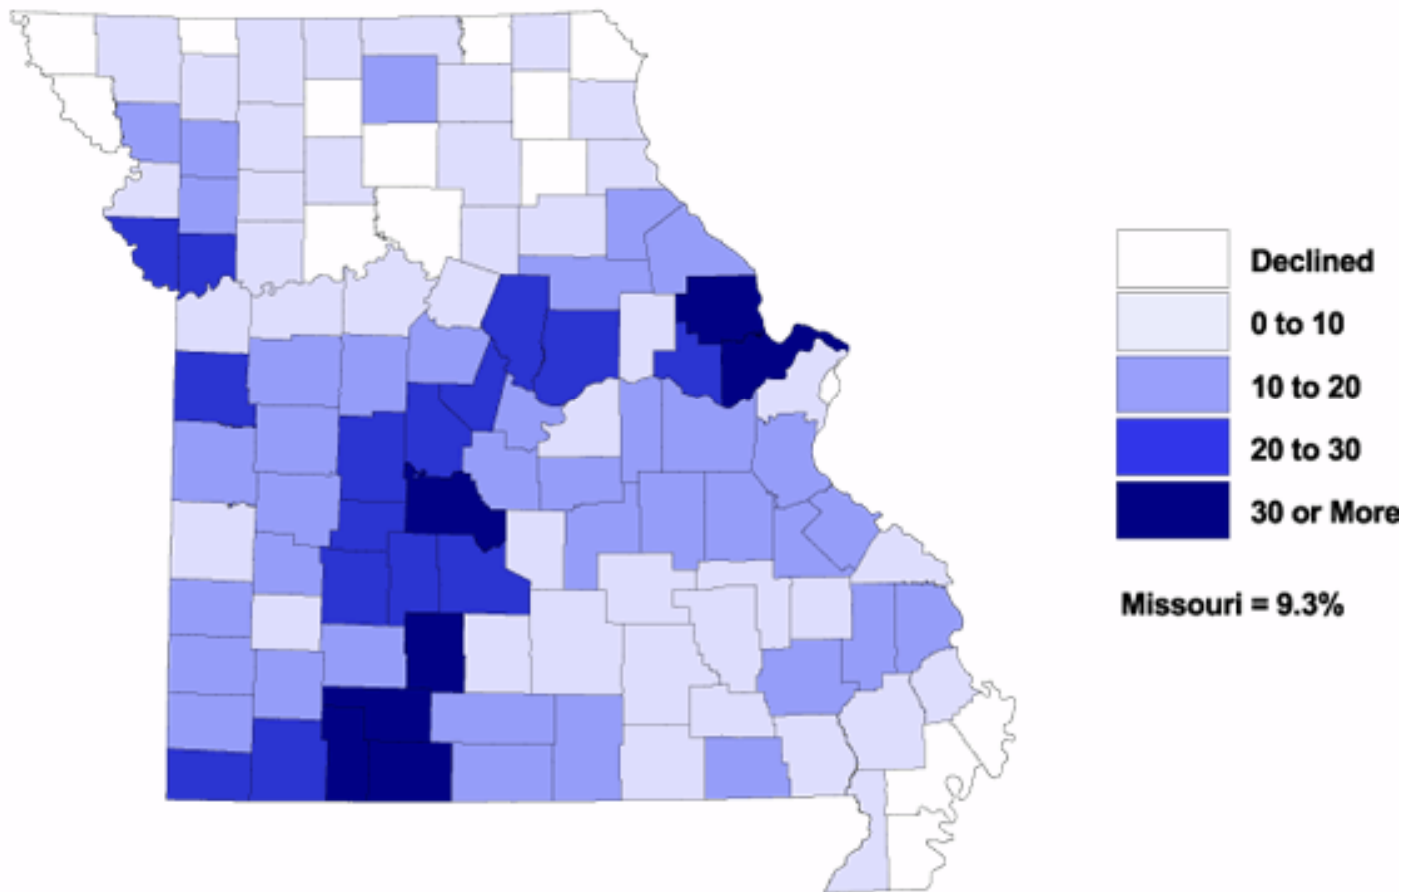 Declined
0 to 10
10 to 20
20 to 30
30 or More
Missouri = 9.3%